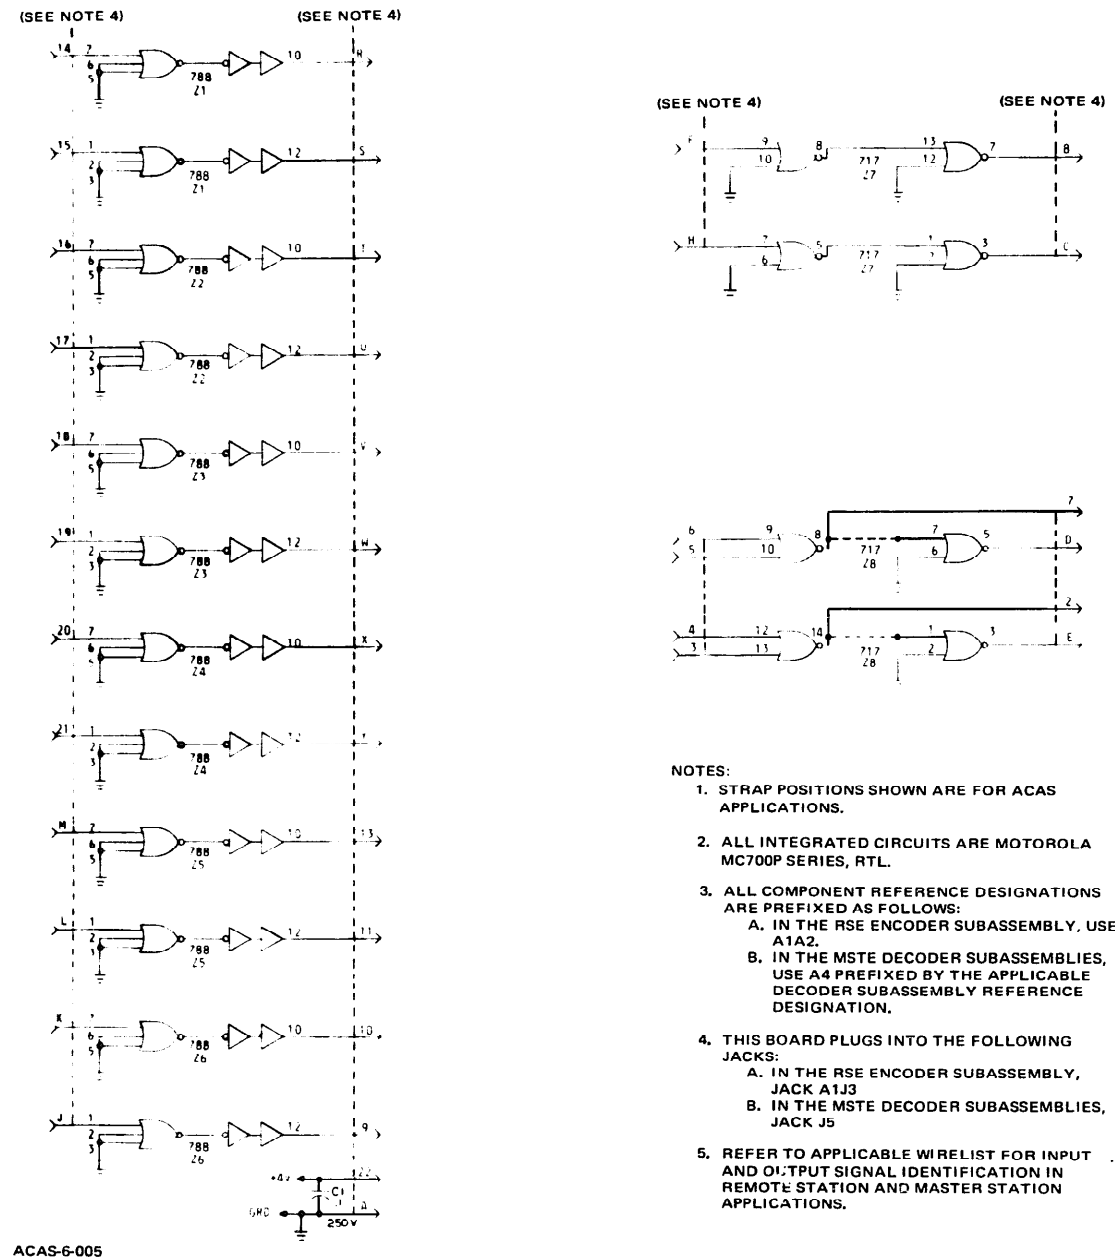 (SEE NOTE 4) (SEE NOTE 4)
14 7 10 R
6
5
788
Z1
15 1 12 S
2
3
788
Z1
16 7 10
6
5
788
Z2
17 1 12 U
2
3
788
Z2
18 7 10 V
6
5
788
Z3
19 1 12 W
2
3
788
Z3
20 7 10 X
6
5
788
Z4
21 1 12
2
3
788
Z4
M 7 10 13
6
5
788
Z5
L 1 12 11
2
3
788
Z5
K 7 10 10
6
5
788
Z6
J 1 12 9
2
3
788
Z6
+4V 22
C1
GRD 250V A
ACAS-6-005
(SEE NOTE 4) (SEE NOTE 4)
F 9 8 13 7 B
10 717 12
Z7
H 7 5 1 3 C
6 717 2
Z7
7
6 9 8 7 5 D
5 10 717 6
Z8
2
4 12 14 1 3 E
3 13 717 2
Z8
NOTES:
1. STRAP POSITIONS SHOWN ARE FOR ACAS
APPLICATIONS.
2. ALL INTEGRATED CIRCUITS ARE MOTOROLA
MC700P SERIES, RTL.
3. ALL COMPONENT REFERENCE DESIGNATIONS
ARE PREFIXED AS FOLLOWS:
A. IN THE RSE ENCODER SUBASSEMBLY, USE
A1A2.
B. IN THE MSTE DECODER SUBASSEMBLIES,
USE A4 PREFIXED BY THE APPLICABLE
DECODER SUBASSEMBLY REFERENCE
DESIGNATION.
4. THIS BOARD PLUGS INTO THE FOLLOWING
JACKS:
A. IN THE RSE ENCODER SUBASSEMBLY,
JACK A1J3
B. IN THE MSTE DECODER SUBASSEMBLIES,
JACK J5
5. REFER TO APPLICABLE WIRELIST FOR INPUT
AND OUTPUT SIGNAL IDENTIFICATION IN
REMOTE STATION AND MASTER STATION
APPLICATIONS.